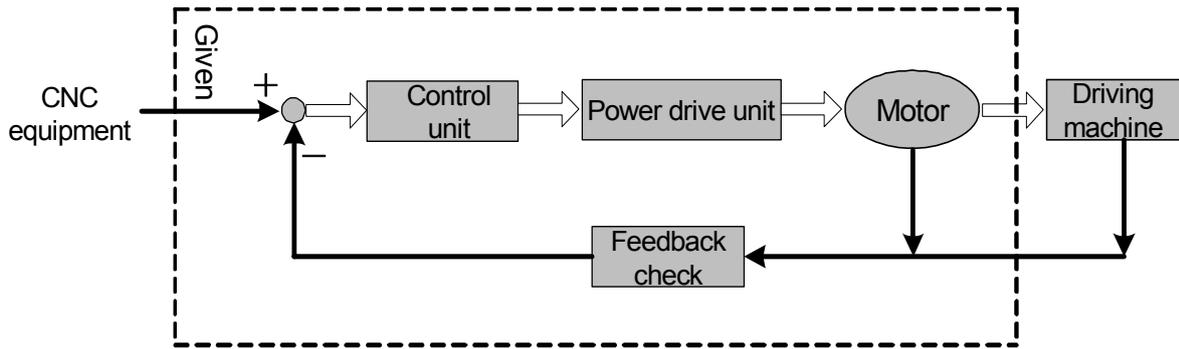 Given
+
CNC
equipment
Control
unit
Power drive unit
Motor
Driving
machine
−
Feedback
check